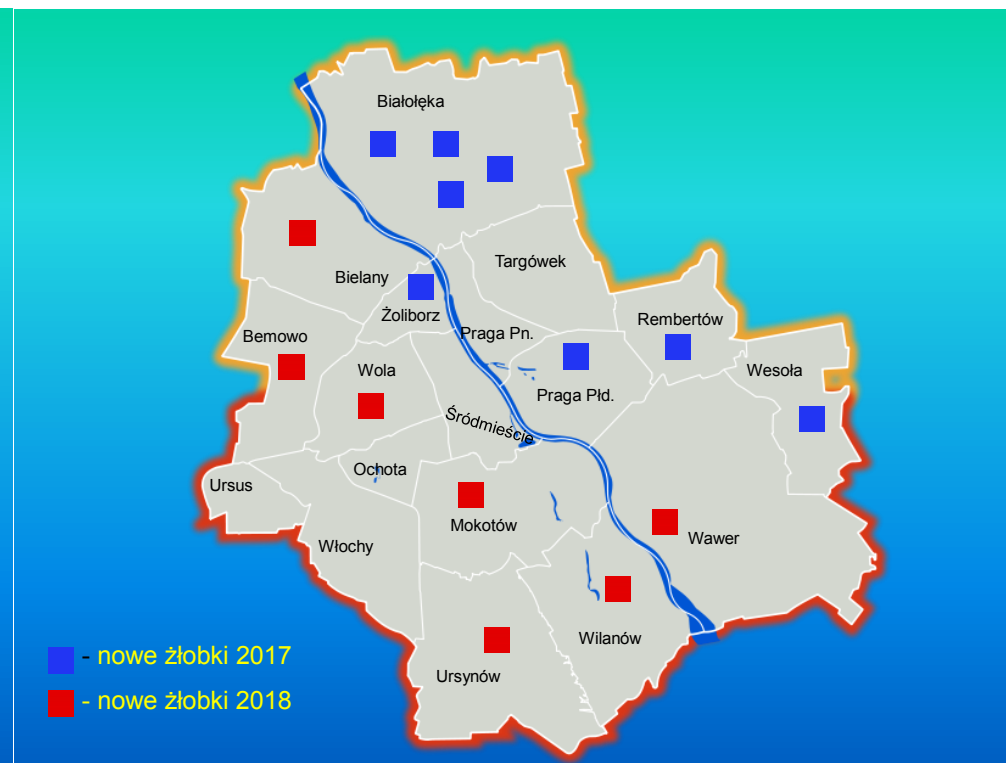 Białołęka
Targówek
Bielany
Żoliborz
Rembertów
Praga Pn.
Bemowo
Wola
Wesoła
Praga Płd.
Śródmieście
Ochota
Ursus
Mokotów
Wawer
Włochy
Wilanów
Ursynów
- nowe żłobki 2017
- nowe żłobki 2018